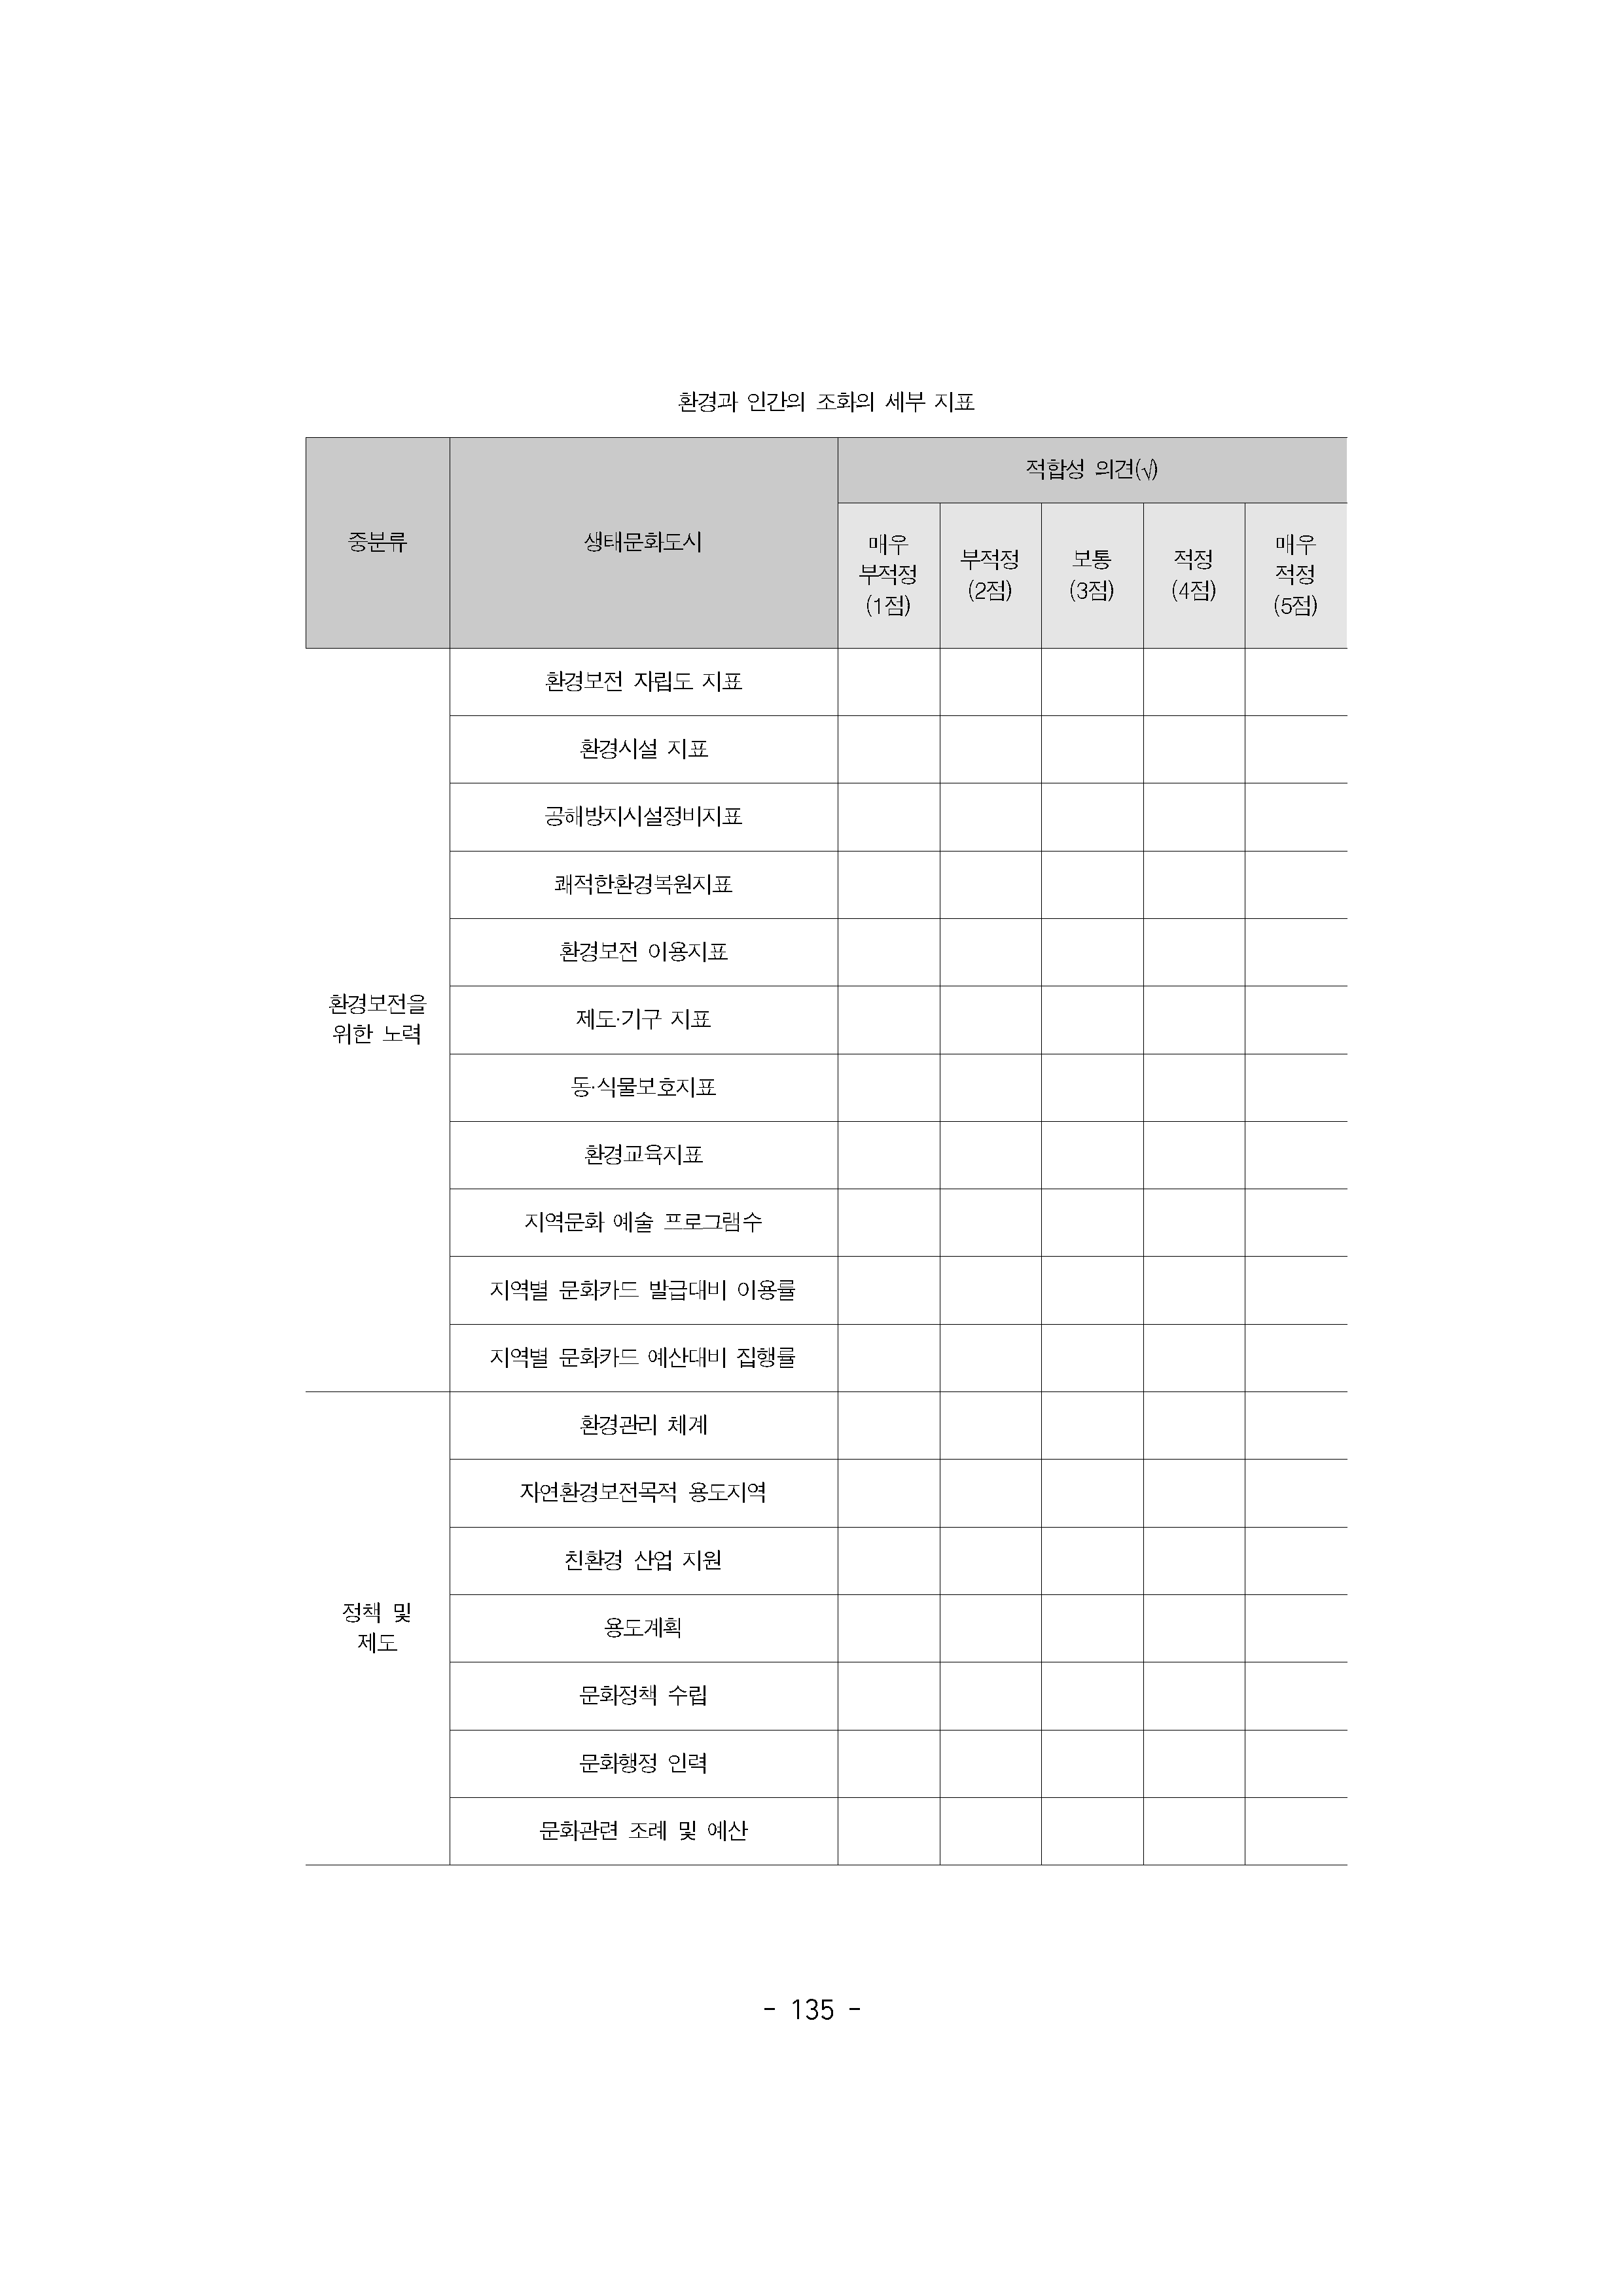 환경과 인간의 조화의 세부 지표
중분류
생태문화도시
적합성 의견(√)
매우
부적정
(1점)
부적정
(2점)
보통
(3점)
적정
(4점)
매우
적정
(5점)
환경보전을
위한 노력
환경보전 자립도 지표
환경시설 지표
공해방지시설정비지표
쾌적한환경복원지표
환경보전 이용지표
제도·기구 지표
동·식물보호지표
환경교육지표
지역문화 예술 프로그램수
지역별 문화카드 발급대비 이용률
지역별 문화카드 예산대비 집행률
정책 및
제도
환경관리 체계
자연환경보전목적 용도지역
친환경 산업 지원
용도계획
문화정책 수립
문화행정 인력
문화관련 조례 및 예산
- 135 -